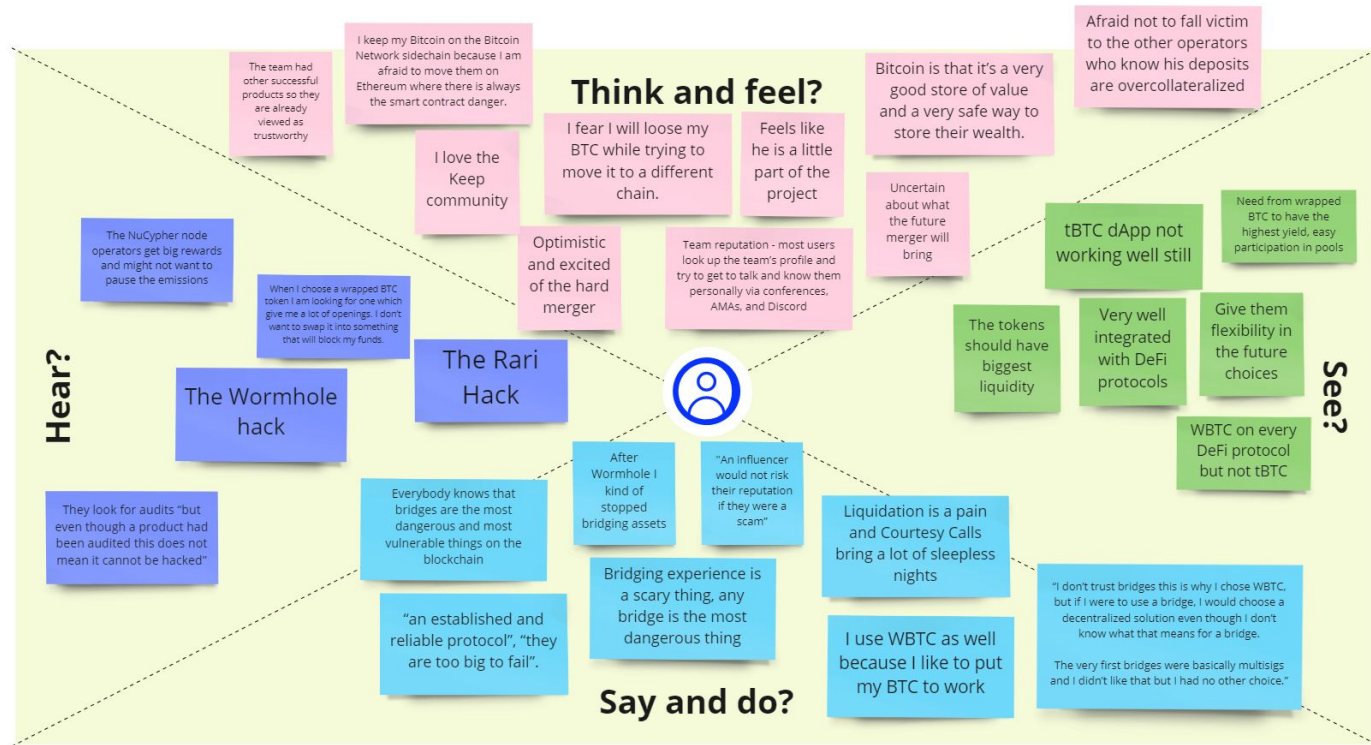 Think and feel?
The team had
other successful
products so they
are already
viewed as
trustworthy
I keep my Bitcoin on the Bitcoin
Network sidechain because I am
afraid to move them on
Ethereum where there is always
the smart contract danger.
I love the
Keep
community
I fear I will loose my
BTC while trying to
move it to a different
chain.
Feels like
he is a little
part of the
project
Bitcoin is that it's a very
good store of value
and a very safe way to
store their wealth.
Afraid not to fall victim
to the other operators
who know his deposits
are overcollateralized
Optimistic
and excited
of the hard
merger
Team reputation - most users
look up the team's profile and
try to get to talk and know them
personally via conferences,
AMAs, and Discord
Uncertain
about what
the future
merger will
bring
Hear?
The NuCypher node
operators get big rewards
and might not want to
pause the emissions
When I choose a wrapped BTC
token I am looking for one which
give me a lot of openings. I don't
want to swap it into something
that will block my funds.
The Wormhole
hack
The Rari
Hack
They look for audits “but
even though a product had
been audited this does not
mean it cannot be hacked”
See?
tBTC dApp not
working well still
Need from wrapped
BTC to have the
highest yield, easy
participation in pools
The tokens
should have
biggest
liquidity
Very well
integrated
with DeFi
protocols
Give them
flexibility in
the future
choices
WBTC on every
DeFi protocol
but not tBTC
Everybody knows that
bridges are the most
dangerous and most
vulnerable things on the
blockchain
After
Wormhole I
kind of
stopped
bridging assets
"An influencer
would not risk
their reputation
if they were a
scam”
Liquidation is a pain
and Courtesy Calls
bring a lot of sleepless
nights
“an established and
reliable protocol”, “they
are too big to fail”.
Bridging experience is
a scary thing, any
bridge is the most
dangerous thing
I use WBTC as well
because I like to put
my BTC to work
“I don't trust bridges this is why I chose WBTC,
but if I were to use a bridge, I would choose a
decentralized solution even though I don't
know what that means for a bridge.
The very first bridges were basically multisigs
and I didn't like that but I had no other choice.”
Say and do?